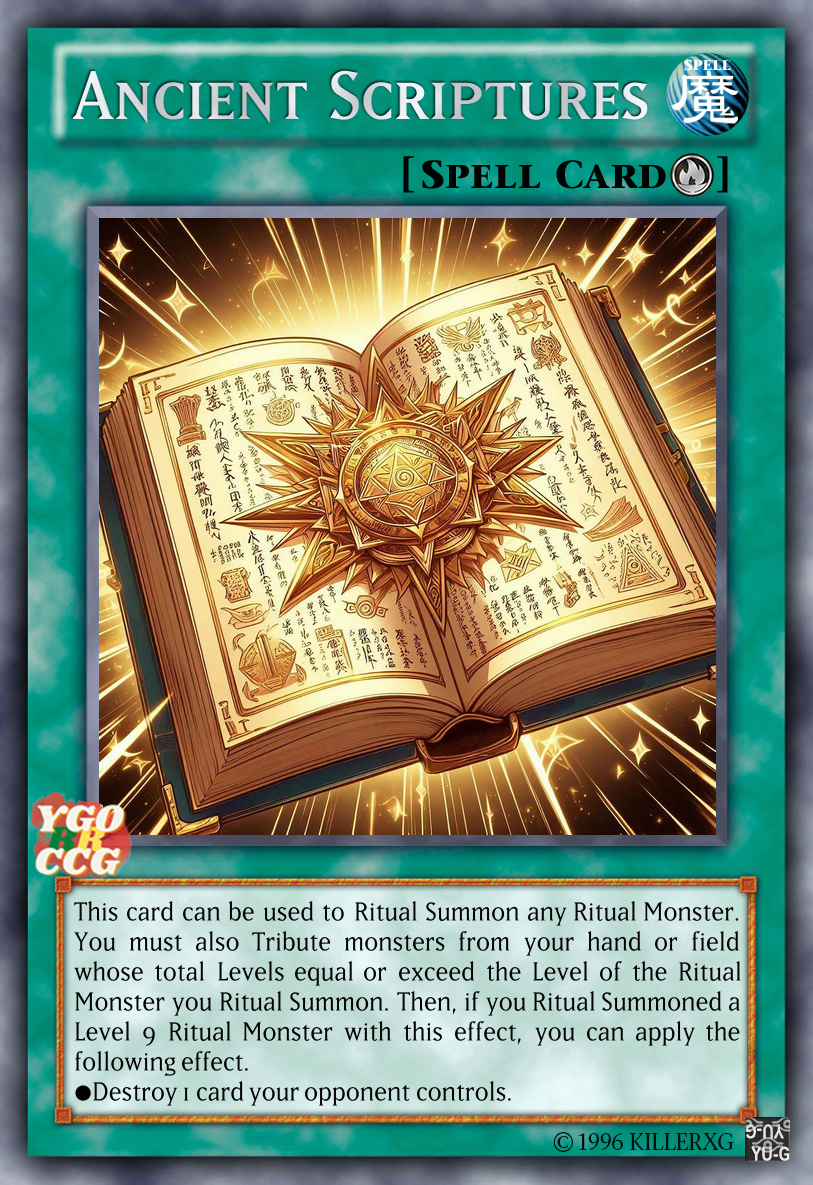 ANCIENT SCRIPTURES
SPELL
魔
[SPELL CARD]
YGO
BR
CCG
This card can be used to Ritual Summon any Ritual Monster.
You must also Tribute monsters from your hand or field
whose total Levels equal or exceed the Level of the Ritual
Monster you Ritual Summon. Then, if you Ritual Summoned a
Level 9 Ritual Monster with this effect, you can apply the
following effect.
●Destroy 1 card your opponent controls.
© 1996 KILLERXG
YU-G
YU-G